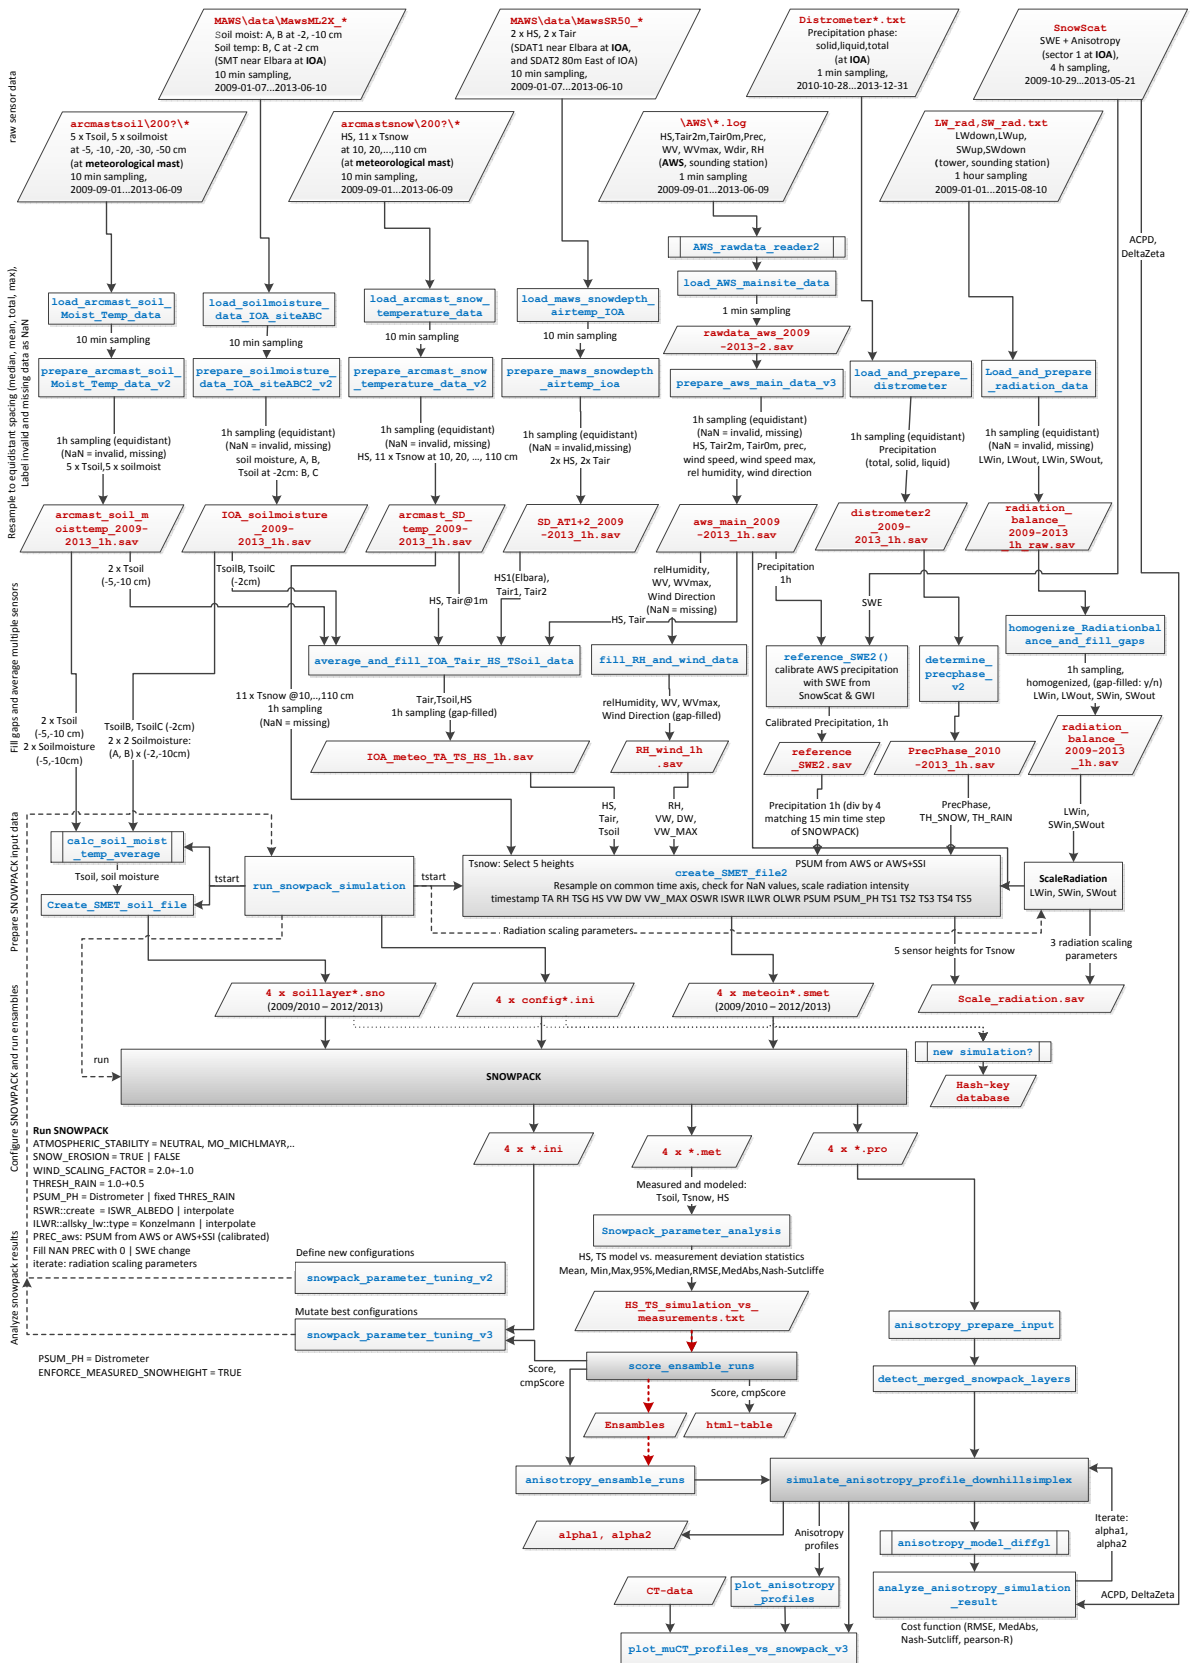 MAWS\data\MawsML2X_*
Soil moist: A, B at -2, -10 cm
Soil temp: B, C at -2 cm
(SMT near Elbara at IOA)
10 min sampling,
2009-01-07...2013-06-10
MAWS\data\MawsSR50_*
2 x HS, 2 x Tair
(SDAT1 near Elbara at IOA,
and SDAT2 80m East of IOA)
10 min sampling,
2009-01-07...2013-06-10
Distrometer*.txt
Precipitation phase:
solid,liquid,total
(at IOA)
1 min sampling,
2010-10-28...2013-12-31
SnowScat
SWE + Anisotropy
(sector 1 at IOA),
4 h sampling,
2009-10-29...2013-05-21
raw sensor data
arcmastsoil\200?\*
5 x Tsoil, 5 x soilmoist
at -5, -10, -20, -30, -50 cm
(at meteorological mast)
10 min sampling,
2009-09-01...2013-06-09
arcmastsnow\200?\*
HS, 11 x Tsnow
at 10, 20,...,110 cm
(at meteorological mast)
10 min sampling,
2009-09-01...2013-06-09
\AWS\*.log
HS,Tair2m,Tair0m,Prec,
WV, WVmax, Wdir, RH
(AWS, sounding station)
1 min sampling
2009-09-01...2013-06-09
LW_rad,SW_rad.txt
LWdown,LWup,
SWup,SWdown
(tower, sounding station)
1 hour sampling
2009-01-01...2015-08-10
ACPD,
DeltaZeta
AWS_rawdata_reader2
load_AWS_mainsite_data
1 min sampling
rawdata_aws_2009
-2013-2.sav
Resample to equidistant spacing (median, mean, total, max),
Label invalid and missing data as NaN
load_arcmast_soil_
Moist_Temp_data
load_soilmoisture_
data_IOA_siteABC
load_arcmast_snow_
temperature_data
load_maws_snowdepth_
airtemp_IOA
10 min sampling
10 min sampling
10 min sampling
10 min sampling
prepare_arcmast_soil_
Moist_Temp_data_v2
prepare_soilmoisture_
data_IOA_siteABC2_v2
prepare_arcmast_snow
_temperature_data_v2
prepare_maws_snowdepth
_airtemp_ioa
prepare_aws_main_data_v3
load_and_prepare_
distrometer
Load_and_prepare
_radiation_data
1h sampling (equidistant)
(NaN = invalid, missing)
5 x Tsoil,5 x soilmoist
1h sampling (equidistant)
(NaN = invalid, missing)
soil moisture, A, B,
Tsoil at -2cm: B, C
1h sampling (equidistant)
(NaN = invalid, missing)
HS, 11 x Tsnow at 10, 20, ..., 110 cm
1h sampling (equidistant)
(NaN = invalid,missing)
2x HS, 2x Tair
1h sampling (equidistant)
(NaN = invalid, missing)
HS, Tair2m, Tair0m, prec,
wind speed, wind speed max,
rel humidity, wind direction
1h sampling (equidistant)
Precipitation
(total, solid, liquid)
1h sampling (equidistant)
(NaN = invalid, missing)
LWin, LWout, LWin, SWout,
arcmast_soil_m
oisttemp_2009-
2013_1h.sav
IOA_soilmoisture
_2009-
2013_1h.sav
arcmast_SD_
temp_2009-
2013_1h.sav
SD_AT1+2_2009
-2013_1h.sav
aws_main_2009
-2013_1h.sav
distrometer2
_2009-
2013_1h.sav
radiation_
balance_
2009-2013
_1h_raw.sav
Fill gaps and average multiple sensors
2 x Tsoil
(-5,-10 cm)
TsoilB, TsoilC
(-2cm)
HS, Tair@1m
HS1(Elbara),
Tair1, Tair2
relHumidity,
WV, WVmax,
Wind Direction
(NaN = missing)
HS, Tair
Precipitation
1h
SWE
average_and_fill_IOA_Tair_HS_TSoil_data
fill_RH_and_wind_data
reference_SWE2()
calibrate AWS precipitation
with SWE from
SnowScat & GWI
determine_
precphase_
v2
homogenize_Radiationbal
ance_and_fill_gaps
1h sampling,
homogenized, (gap-filled: y/n)
LWin, LWout, SWin, SWout
11 x Tsnow @10,..,110 cm
1h sampling
(NaN = missing)
Tair,Tsoil,HS
1h sampling (gap-filled)
relHumidity, WV, WVmax,
Wind Direction (gap-filled)
Calibrated Precipitation, 1h
2 x Tsoil
(-5,-10 cm)
2 x Soilmoisture
(-5,-10cm)
TsoilB, TsoilC (-2cm)
2 x 2 Soilmoisture:
(A, B) x (-2,-10cm)
IOA_meteo_TA_TS_HS_1h.sav
RH_wind_1h
.sav
reference
_SWE2.sav
PrecPhase_2010
-2013_1h.sav
radiation_
balance_
2009-2013
_1h.sav
HS,
Tair,
Tsoil
RH,
VW, DW,
VW_MAX
Precipitation 1h (div by 4
matching 15 min time step
of SNOWPACK)
PrecPhase,
TH_SNOW, TH_RAIN
LWin,
SWin,SWout
Prepare SNOWPACK input data
calc_soil_moist
_temp_average
Tsoil, soil moisture
Create_SMET_soil_file
tstart
run_snowpack_simulation
tstart
Tsnow: Select 5 heights
PSUM from AWS or AWS+SSI
create_SMET_file2
Resample on common time axis, check for NaN values, scale radiation intensity
timestamp TA RH TSG HS VW DW VW_MAX OSWR ISWR ILWR OLWR PSUM PSUM_PH TS1 TS2 TS3 TS4 TS5
ScaleRadiation
LWin, SWin, SWout
Radiation scaling parameters
5 sensor heights for Tsnow
3 radiation scaling
parameters
Configure SNOWPACK and run ensambles
4 x soillayer*.sno
(2009/2010 – 2012/2013)
4 x config*.ini
4 x meteoin*.smet
(2009/2010 – 2012/2013)
Scale_radiation.sav
run
SNOWPACK
new simulation?
Hash-key
database
Run SNOWPACK
ATMOSPHERIC_STABILITY = NEUTRAL, MO_MICHLMAYR,..
SNOW_EROSION = TRUE | FALSE
WIND_SCALING_FACTOR = 2.0+-1.0
THRESH_RAIN = 1.0-+0.5
PSUM_PH = Distrometer | fixed THRES_RAIN
RSWR::create = ISWR_ALBEDO | interpolate
ILWR::allsky_lw::type = Konzelmann | interpolate
PREC_aws: PSUM from AWS or AWS+SSI (calibrated)
Fill NAN PREC with 0 | SWE change
iterate: radiation scaling parameters
4 x *.ini
4 x *.met
4 x *.pro
Measured and modeled:
Tsoil, Tsnow, HS
Snowpack_parameter_analysis
HS, TS model vs. measurement deviation statistics
Mean, Min,Max,95%,Median,RMSE,MedAbs,Nash-Sutcliffe
Analyze snowpack results
Define new configurations
snowpack_parameter_tuning_v2
Mutate best configurations
snowpack_parameter_tuning_v3
HS_TS_simulation_vs_
measurements.txt
anisotropy_prepare_input
PSUM_PH = Distrometer
ENFORCE_MEASURED_SNOWHEIGHT = TRUE
Score,
cmpScore
score_ensamble_runs
detect_merged_snowpack_layers
Score, cmpScore
Ensambles
html-table
anisotropy_ensamble_runs
simulate_anisotropy_profile_downhillsimplex
alpha1, alpha2
Anisotropy
profiles
Iterate:
alpha1,
alpha2
anisotropy_model_diffgl
CT-data
plot_anisotropy
_profiles
analyze_anisotropy_simulation
_result
ACPD, DeltaZeta
Cost function (RMSE, MedAbs,
Nash-Sutcliff, pearson-R)
plot_muCT_profiles_vs_snowpack_v3